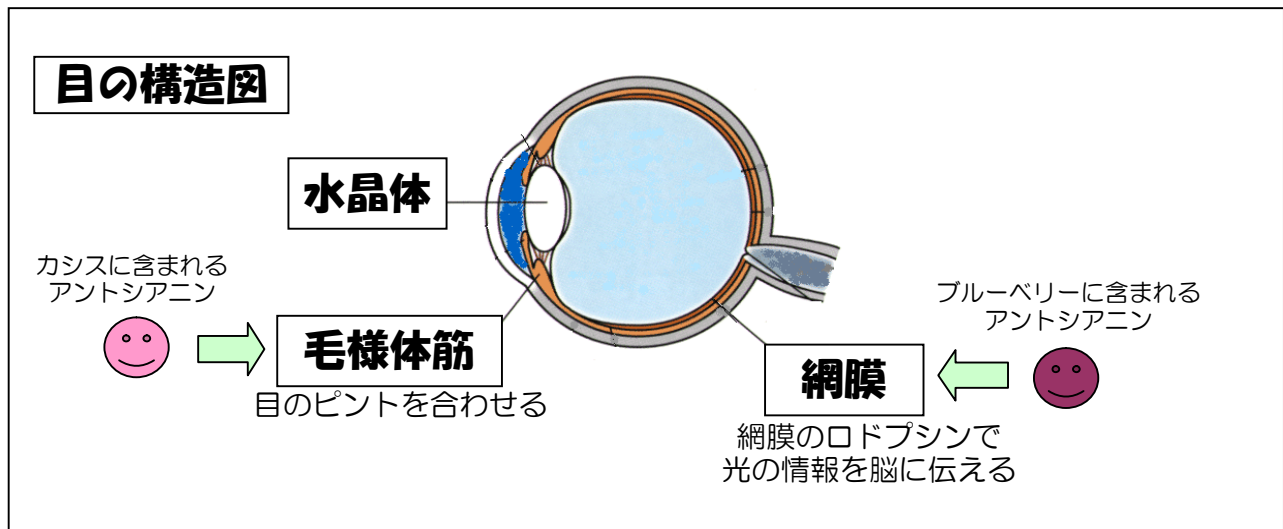 目の構造図
水晶体
カシスに含まれる
アントシアニン
毛様体筋
目のピントを合わせる
ブルーベリーに含まれる
アントシアニン
網膜
網膜のロドプシンで
光の情報を脳に伝える